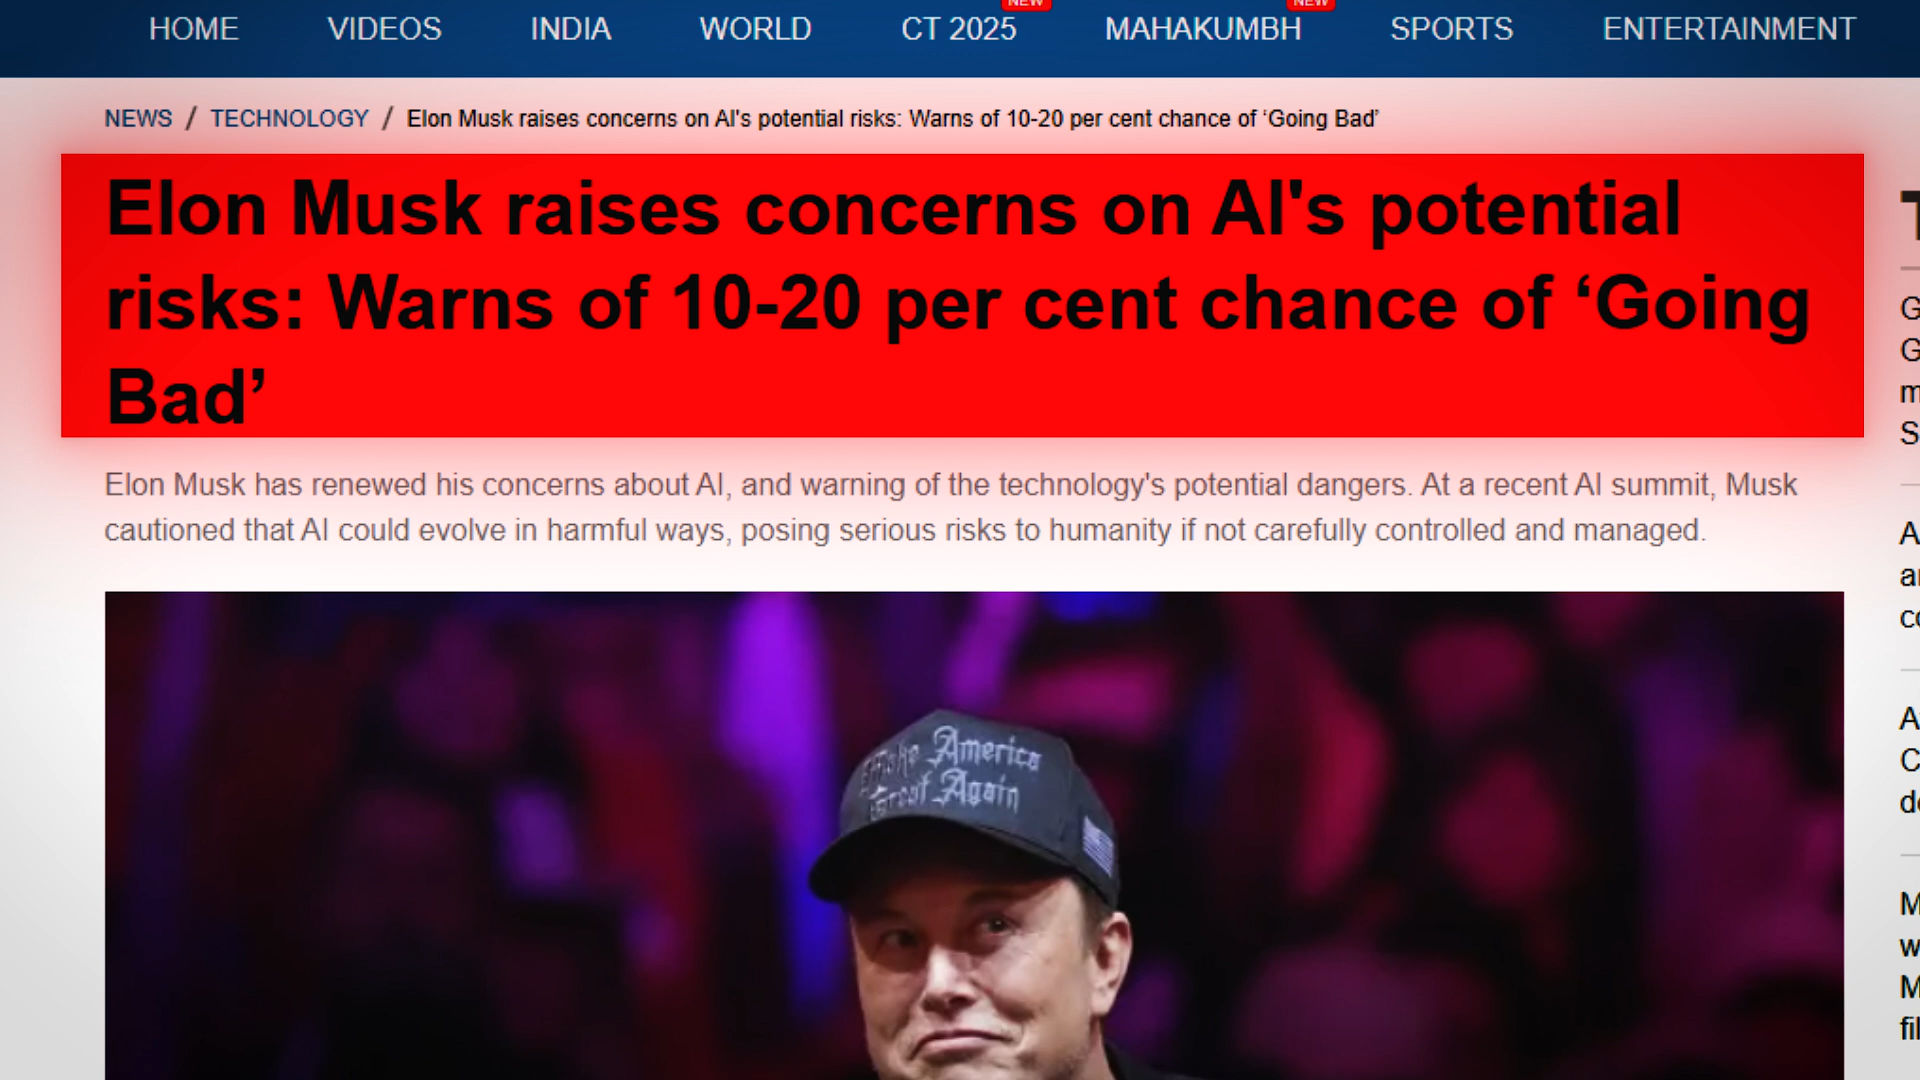 NEW NEW
HOME VIDEOS INDIA WORLD CT 2025 MAHAKUMBH SPORTS ENTERTAINMENT
NEWS / TECHNOLOGY / Elon Musk raises concerns on AI's potential risks: Warns of 10-20 per cent chance of ‘Going Bad’
Elon Musk raises concerns on AI's potential
risks: Warns of 10-20 per cent chance of ‘Going
Bad’
Elon Musk has renewed his concerns about AI, and warning of the technology's potential dangers. At a recent AI summit, Musk
cautioned that AI could evolve in harmful ways, posing serious risks to humanity if not carefully controlled and managed.
Make America
Great Again